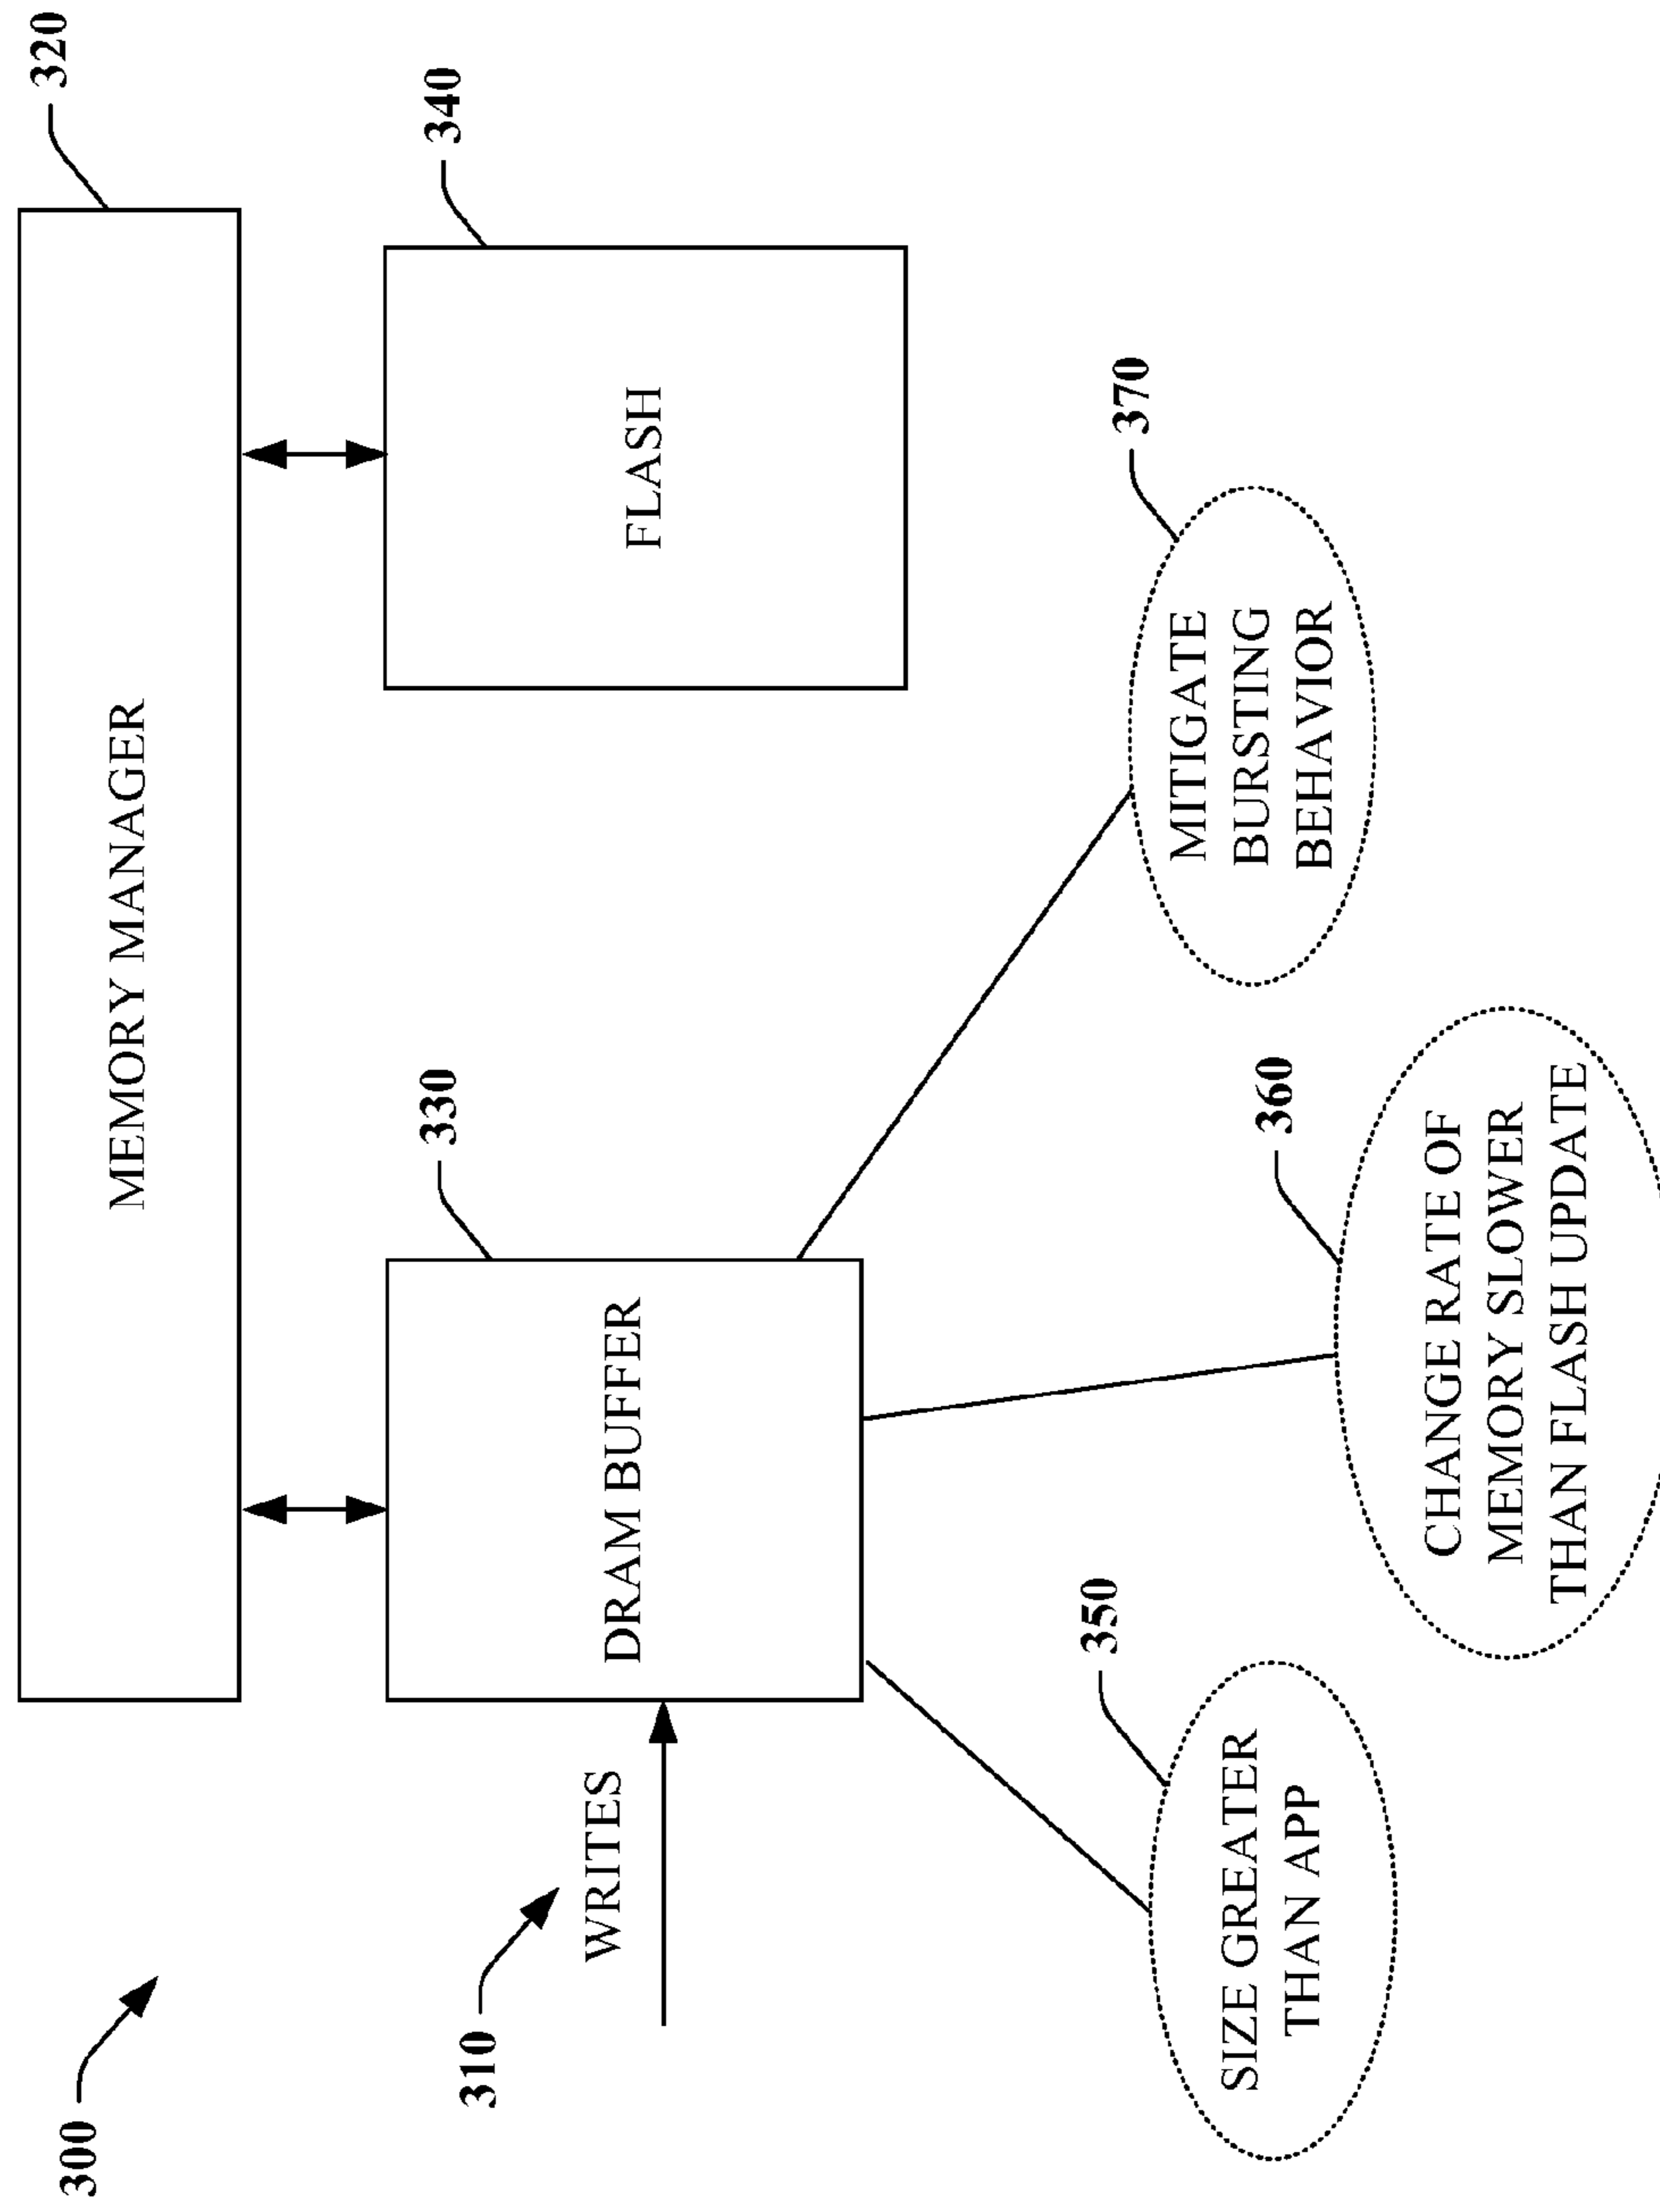 300
320
MEMORY MANAGER
310
WRITES
330
DRAM BUFFER
340
FLASH
350
SIZE GREATER
THAN APP
360
CHANGE RATE OF
MEMORY SLOWER
THAN FLASH UPDATE
370
MITIGATE
BURSTING
BEHAVIOR